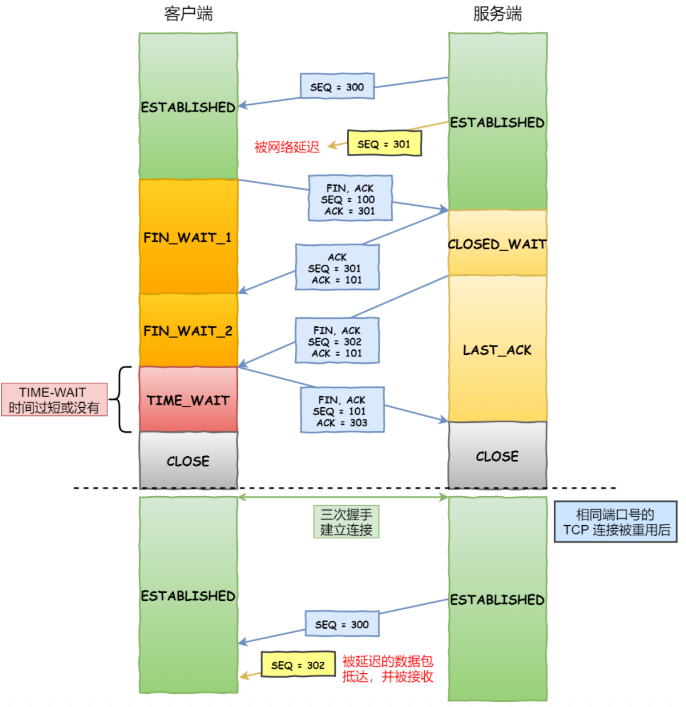 客户端
服务端
SEQ = 300
ESTABLISHED
ESTABLISHED
被网络延迟
SEQ = 301
FIN, ACK
SEQ = 100
ACK = 301
FIN_WAIT_1
CLOSED_WAIT
ACK
SEQ = 301
ACK = 101
FIN_WAIT_2
FIN, ACK
SEQ = 302
ACK = 101
LAST_ACK
TIME-WAIT
时间过短或没有
TIME_WAIT
FIN, ACK
SEQ = 101
ACK = 303
CLOSE
CLOSE
三次握手
建立连接
相同端口号的
TCP 连接被重用后
ESTABLISHED
ESTABLISHED
SEQ = 300
SEQ = 302
被延迟的数据包
抵达，并被接收